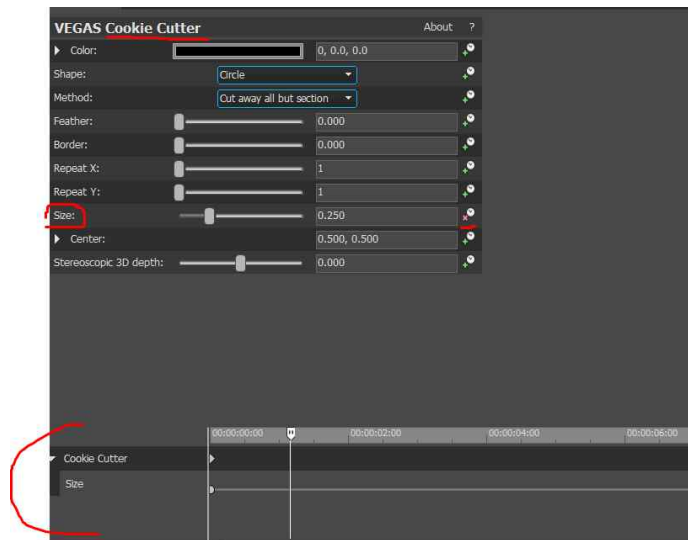 VEGAS Cookie Cutter About ?
Color: 0, 0.0, 0.0
Shape: Circle
Method: Cut away all but section
Feather: 0.000
Border: 0.000
Repeat X: 1
Repeat Y: 1
Size: 0.250
Center: 0.500, 0.500
Stereoscopic 3D depth: 0.000
00:00:00:00 00:00:02:00 00:00:04:00 00:00:06:00
Cookie Cutter
Size